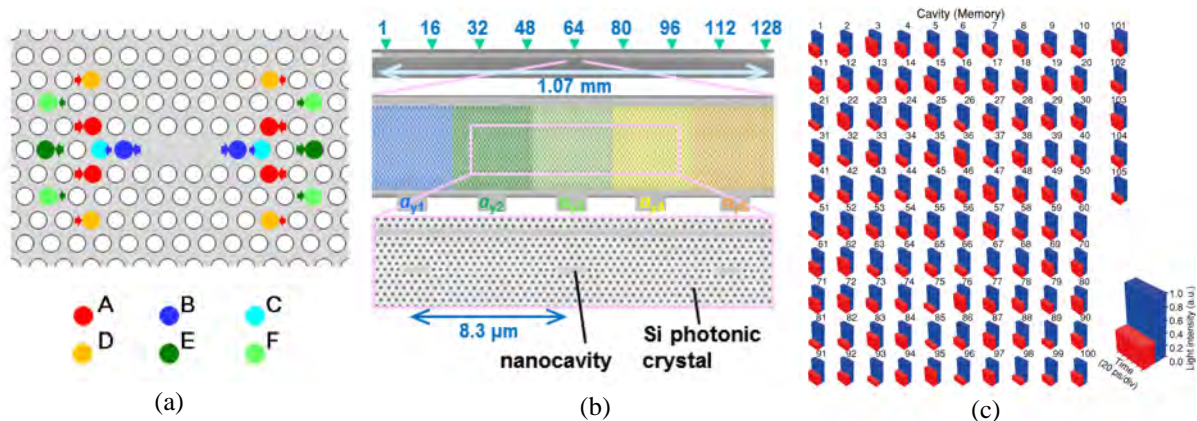 A
B
C
D
E
F
(a)
1 16 32 48 64 80 96 112 128
1.07 mm
8.3 µm
nanocavity
Si photonic
crystal
(b)
Cavity (Memory)
1 2 3 4 5 6 7 8 9 10 101
11 12 13 14 15 16 17 18 19 20 102
21 22 23 24 25 26 27 28 29 30 103
31 32 33 34 35 36 37 38 39 40 104
41 42 43 44 45 46 47 48 49 50 105
51 52 53 54 55 56 57 58 59 60
61 62 63 64 65 66 67 68 69 70
71 72 73 74 75 76 77 78 79 80
81 82 83 84 85 86 87 88 89 90
91 92 93 94 95 96 97 98 99 100
1.0
0.8
0.6
0.4
0.2
0.0
Light intensity (a.u.)
Time
(20 ps/div)
(c)